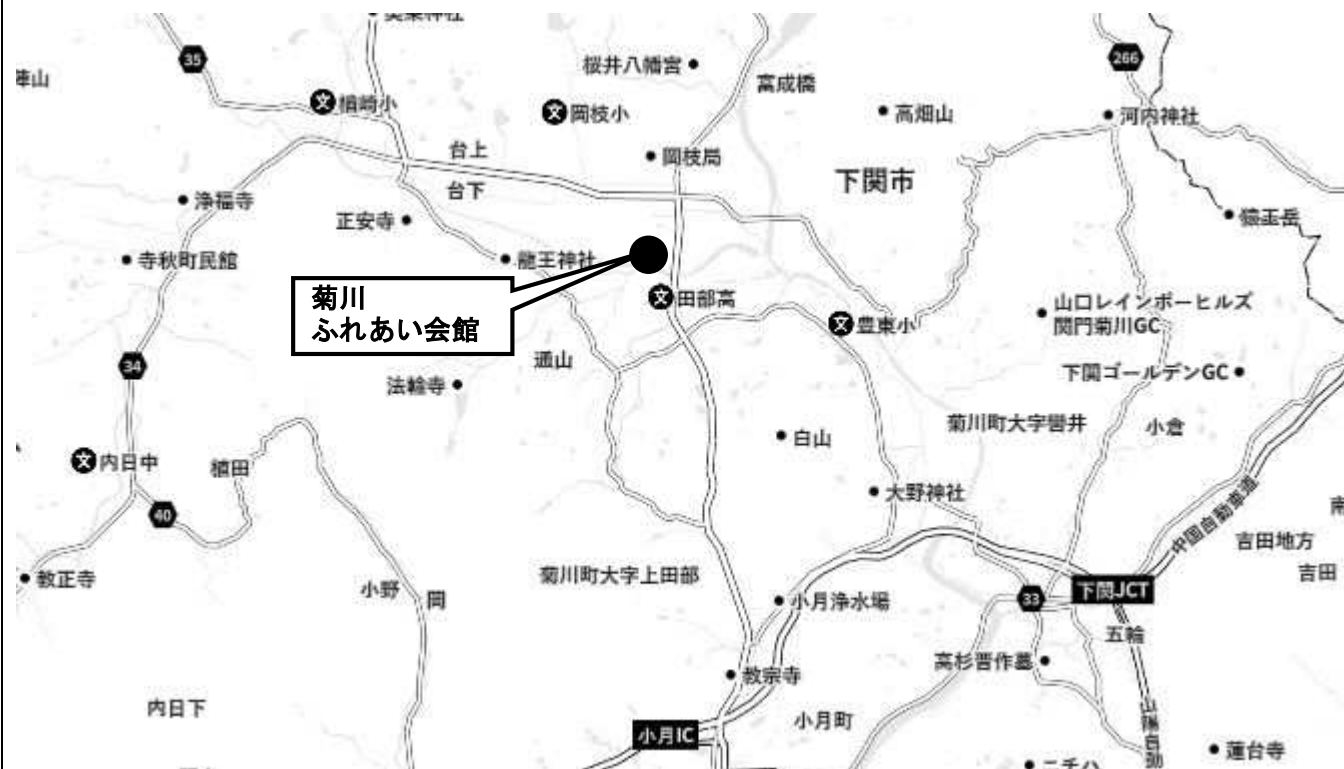 35
桜井八幡宮
富成橋
266
楢崎小
岡枝小
高畑山
河内神社
台上
岡枝局
下関市
台下
浄福寺
正安寺
寺秋町民館
龍王神社
菊川
ふれあい会館
田部高
豊東小
山口レインボーヒルズ
関門菊川GC
34
通山
法輪寺
下関ゴールデンGC
菊川町大字轡井
小倉
白山
内日中
植田
大野神社
40
中国自動車道
吉田地方
吉田
教正寺
小野
岡
菊川町大字上田部
小月浄水場
33
下関JCT
五輪
高杉晋作墓
教宗寺
内日下
小月町
小月IC
蓮台寺